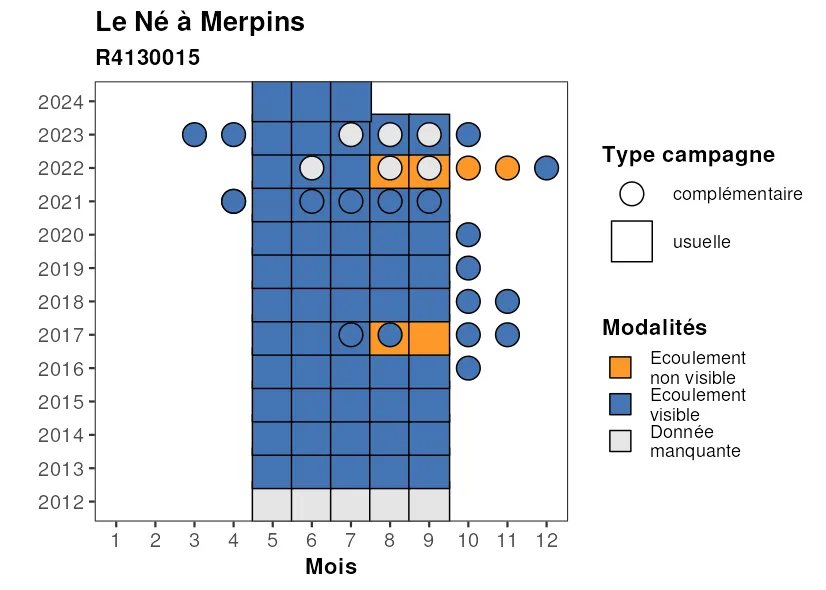 Le Né à Merpins
R4130015
2024
2023
2022
2021
2020
2019
2018
2017
2016
2015
2014
2013
2012
1 2 3 4 5 6 7 8 9 10 11 12
Mois
Type campagne
complémentaire
usuelle
Modalités
Ecoulement
non visible
Ecoulement
visible
Donnée
manquante